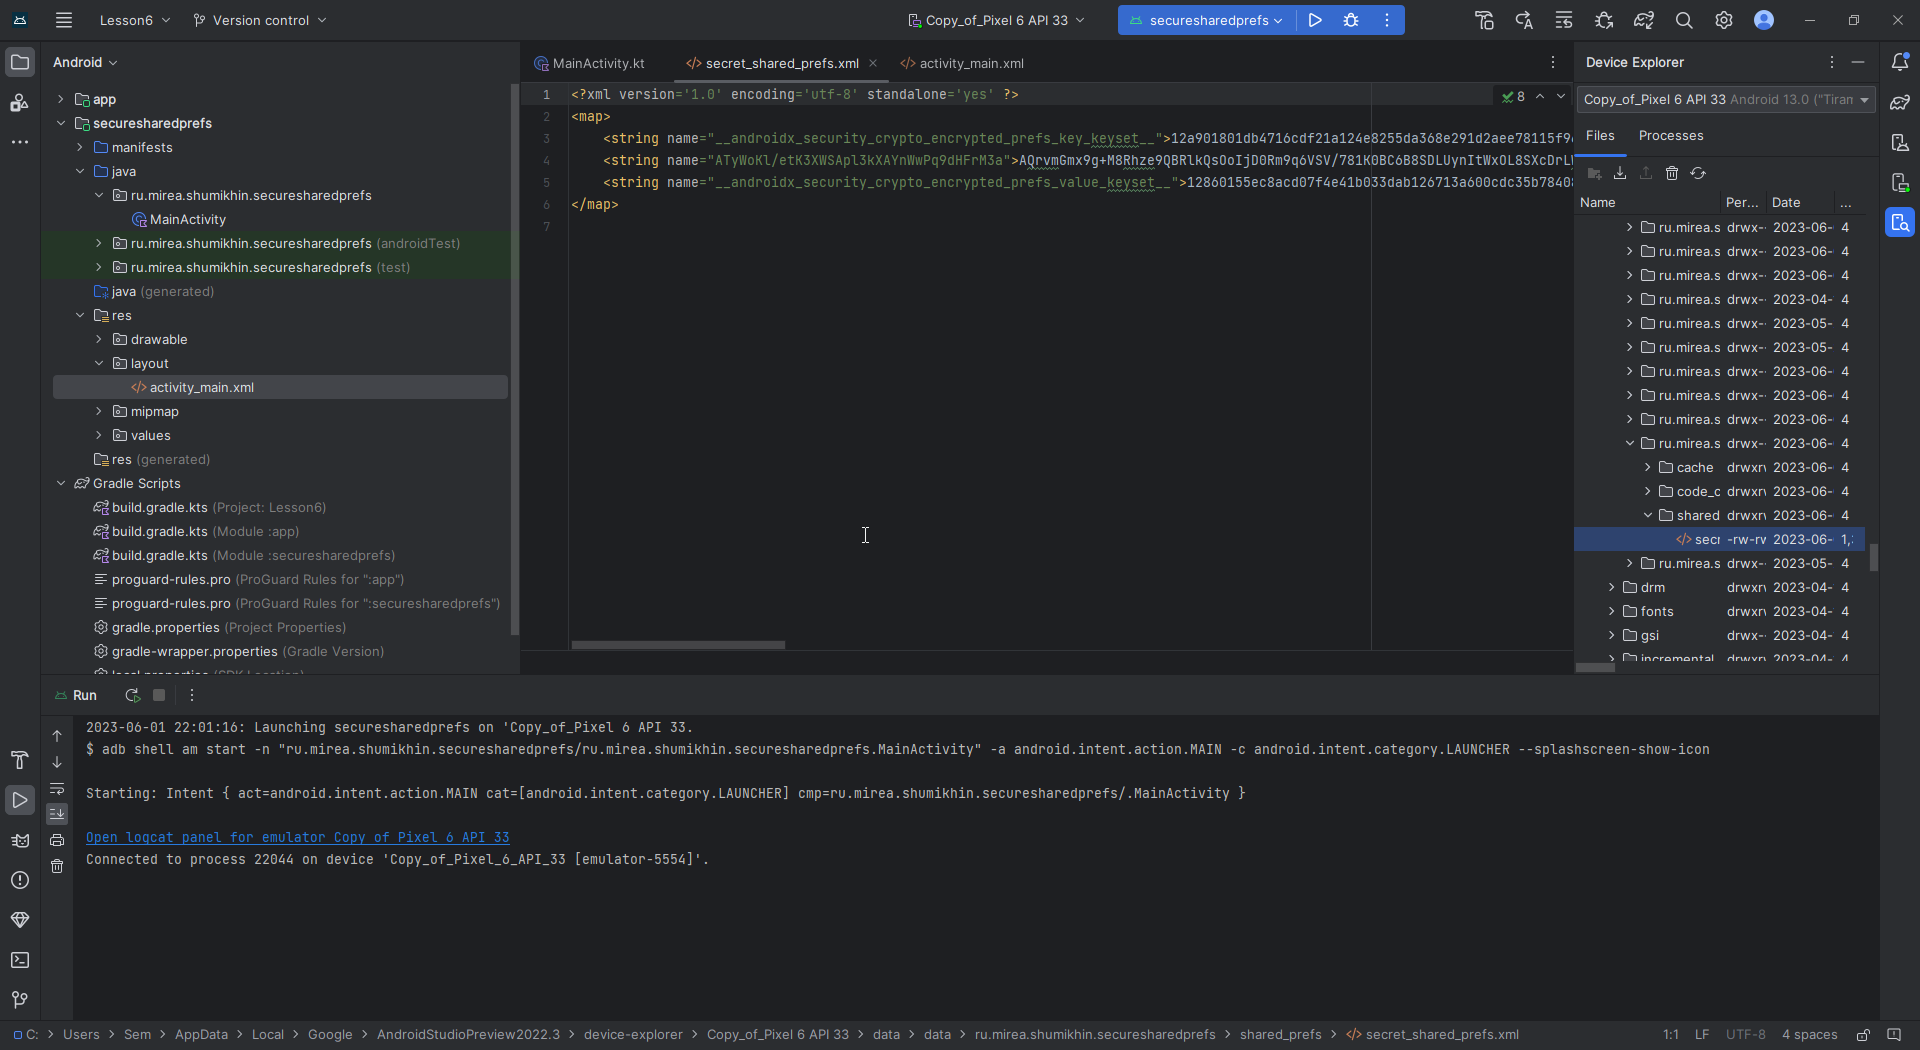 Lesson6
Version control
Copy_of_Pixel 6 API 33
securesharedprefs
Android
app
securesharedprefs
manifests
java
ru.mirea.shumikhin.securesharedprefs
MainActivity
ru.mirea.shumikhin.securesharedprefs (androidTest)
ru.mirea.shumikhin.securesharedprefs (test)
java (generated)
res
drawable
layout
activity_main.xml
mipmap
values
res (generated)
Gradle Scripts
build.gradle.kts (Project: Lesson6)
build.gradle.kts (Module :app)
build.gradle.kts (Module :securesharedprefs)
proguard-rules.pro (ProGuard Rules for ":app")
proguard-rules.pro (ProGuard Rules for ":securesharedprefs")
gradle.properties (Project Properties)
gradle-wrapper.properties (Gradle Version)
MainActivity.kt
secret_shared_prefs.xml
activity_main.xml
8
1 <?xml version='1.0' encoding='utf-8' standalone='yes' ?>
2 <map>
3 <string name="__androidx_security_crypto_encrypted_prefs_key_keyset__">12a901801db4716cdf21a124e8255da368e291d2aee78115f9
4 <string name="ATyWoKl/etK3XWSApl3kXAYnWwPq9dHFrM3a">AQrvmGmx9g+M8Rhze9QBRlkQsOoIjD0Rm9q6VSV/781K0BC6B8SDLUynItWxOL8SXcDrL
5 <string name="__androidx_security_crypto_encrypted_prefs_value_keyset__">12860155ec8acd07f4e41b033dab126713a600cdc35b7840
6 </map>
7
Device Explorer
Copy_of_Pixel 6 API 33 Android 13.0 ("Tiram
Files
Processes
Name Per... Date ...
ru.mirea.s drwx-- 2023-06- 4
ru.mirea.s drwx-- 2023-06- 4
ru.mirea.s drwx-- 2023-06- 4
ru.mirea.s drwx-- 2023-04- 4
ru.mirea.s drwx-- 2023-05- 4
ru.mirea.s drwx-- 2023-05- 4
ru.mirea.s drwx-- 2023-06- 4
ru.mirea.s drwx-- 2023-06- 4
ru.mirea.s drwx-- 2023-06- 4
ru.mirea.s drwx-- 2023-06- 4
cache drwxrw 2023-06- 4
code_c drwxrw 2023-06- 4
shared drwxrw 2023-06- 4
secr -rw-rw 2023-06- 1,
ru.mirea.s drwx-- 2023-05- 4
drm drwxrw 2023-04- 4
fonts drwxrw 2023-04- 4
gsi drwx-- 2023-04- 4
incremental drwxrw 2023-04- 4
Run
2023-06-01 22:01:16: Launching securesharedprefs on 'Copy_of_Pixel 6 API 33.
$ adb shell am start -n "ru.mirea.shumikhin.securesharedprefs/ru.mirea.shumikhin.securesharedprefs.MainActivity" -a android.intent.action.MAIN -c android.intent.category.LAUNCHER --splashscreen-show-icon
Starting: Intent { act=android.intent.action.MAIN cat=[android.intent.category.LAUNCHER] cmp=ru.mirea.shumikhin.securesharedprefs/.MainActivity }
Open logcat panel for emulator Copy of Pixel 6 API 33
Connected to process 22044 on device 'Copy_of_Pixel_6_API_33 [emulator-5554]'.
C: > Users > Sem > AppData > Local > Google > AndroidStudioPreview2022.3 > device-explorer > Copy_of_Pixel 6 API 33 > data > data > ru.mirea.shumikhin.securesharedprefs > shared_prefs > secret_shared_prefs.xml
1:1 LF UTF-8 4 spaces